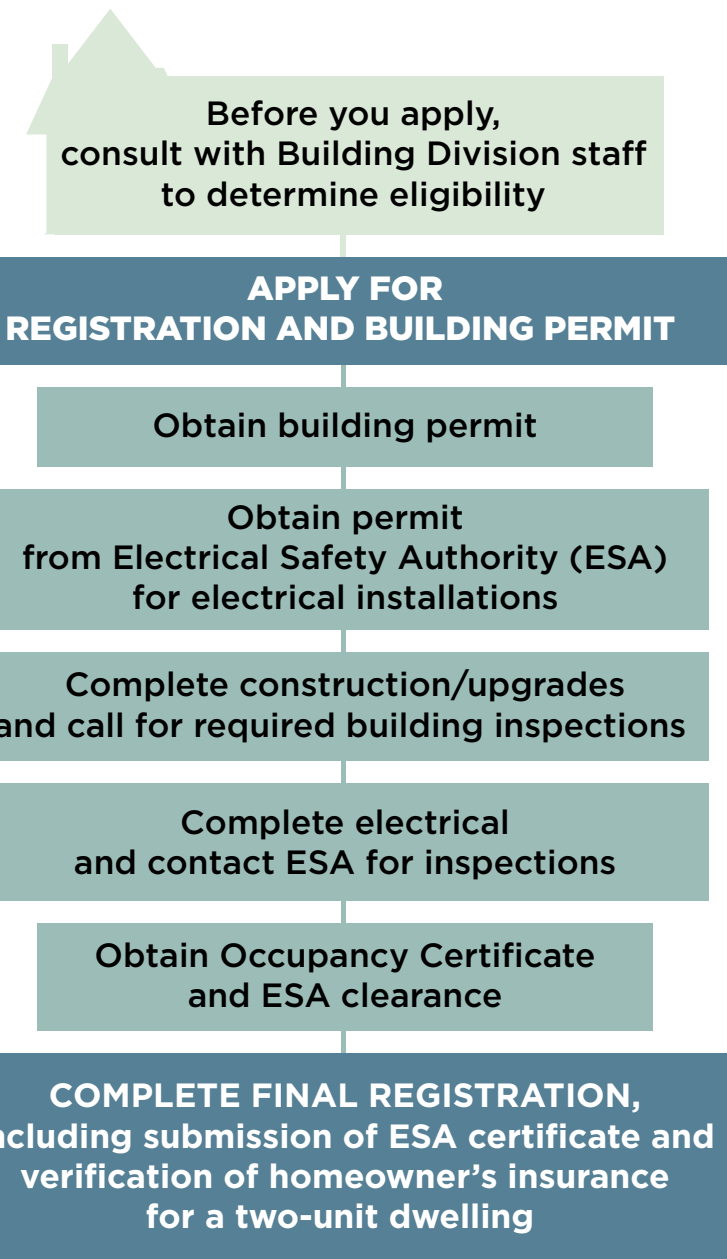 Before you apply,
consult with Building Division staff
to determine eligibility
APPLY FOR
REGISTRATION AND BUILDING PERMIT
Obtain building permit
Obtain permit
from Electrical Safety Authority (ESA)
for electrical installations
Complete construction/upgrades
and call for required building inspections
Complete electrical
and contact ESA for inspections
Obtain Occupancy Certificate
and ESA clearance
COMPLETE FINAL REGISTRATION,
ncluding submission of ESA certificate and
verification of homeowner’s insurance
for a two-unit dwelling